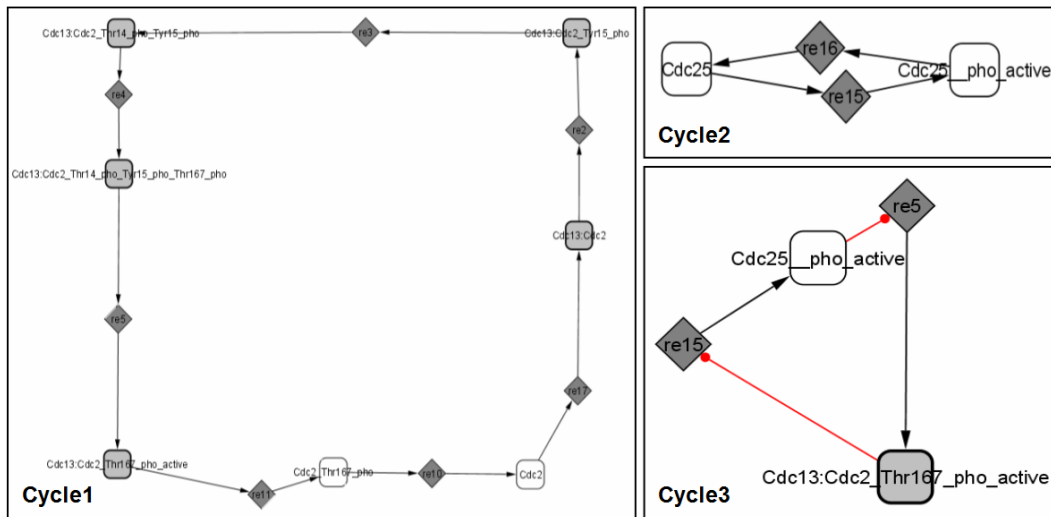 Cdc13:Cdc2_Thr14_pho_Tyr15_pho
re3
Cdc13:Cdc2_Tyr15_pho
re4
re2
Cdc13:Cdc2_Thr14_pho_Tyr15_pho_Thr167_pho
Cdc13:Cdc2
re5
re17
Cdc13:Cdc2_Thr167_pho_active
Cdc2_Thr167_pho
re10
Cdc2
re11
Cycle1
re16
Cdc25
Cdc25__pho_active
re15
Cycle2
re5
Cdc25__pho_active
re15
Cdc13:Cdc2_Thr167_pho_active
Cycle3